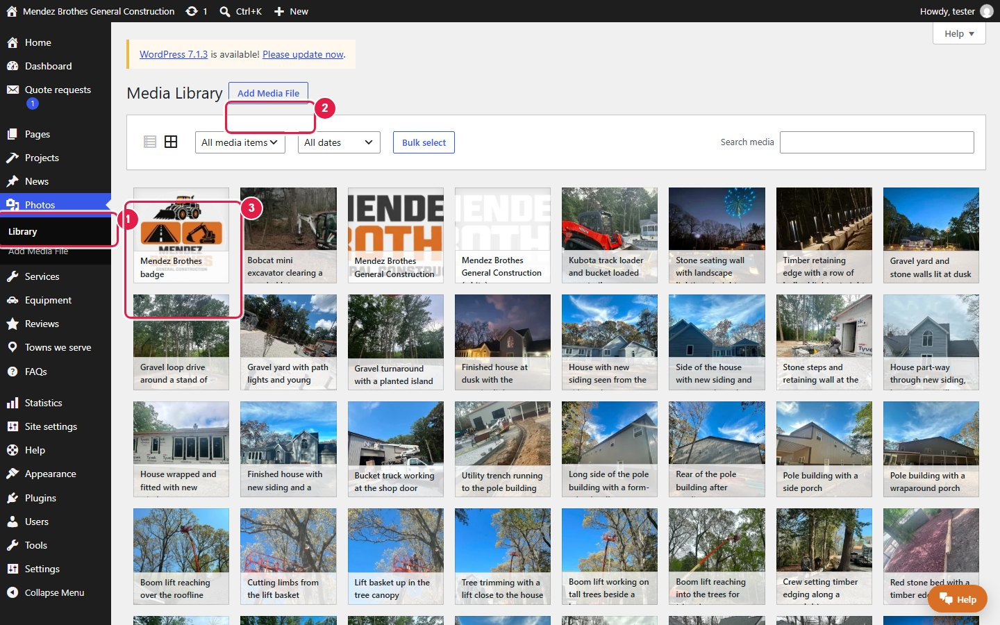 Mendez Brothes General Construction
1
Ctrl+K
New
Howdy, tester
Help
Home
Dashboard
Quote requests
1
Pages
Projects
News
Photos
Library
Add Media File
Services
Equipment
Reviews
Towns we serve
FAQs
Statistics
Site settings
Help
Appearance
Plugins
Users
Tools
Settings
Collapse Menu
WordPress 7.1.3 is available! Please update now.
Media Library
Add Media File
2
All media items
All dates
Bulk select
Search media
1
3
MENDEZ
GENERAL CONSTRUCTION
Mendez Brothes
badge
Bobcat mini
excavator clearing a
Mendez Brothes
General Construction
Mendez Brothes
General Construction
Kubota track loader
and bucket loaded
Stone seating wall
with landscape
Timber retaining
edge with a row of
Gravel yard and
stone walls lit at dusk
Gravel loop drive
around a stand of
Gravel yard with path
lights and young
Gravel turnaround
with a planted island
Finished house at
dusk with the
House with new
siding seen from the
Side of the house
with new siding and
Stone steps and
retaining wall at the
House part-way
through new siding,
House wrapped and
fitted with new
Finished house with
new siding and a
Bucket truck working
at the shop door
Utility trench running
to the pole building
Long side of the pole
building with a form-
Rear of the pole
building after
Pole building with a
side porch
Pole building with a
wraparound porch
Boom lift reaching
over the roofline
Cutting limbs from
the lift basket
Lift basket up in the
tree canopy
Tree trimming with a
lift close to the house
Boom lift working on
tall trees beside a
Boom lift reaching
into the trees for
Crew setting timber
edging along a
Red stone bed with a
timber
Help